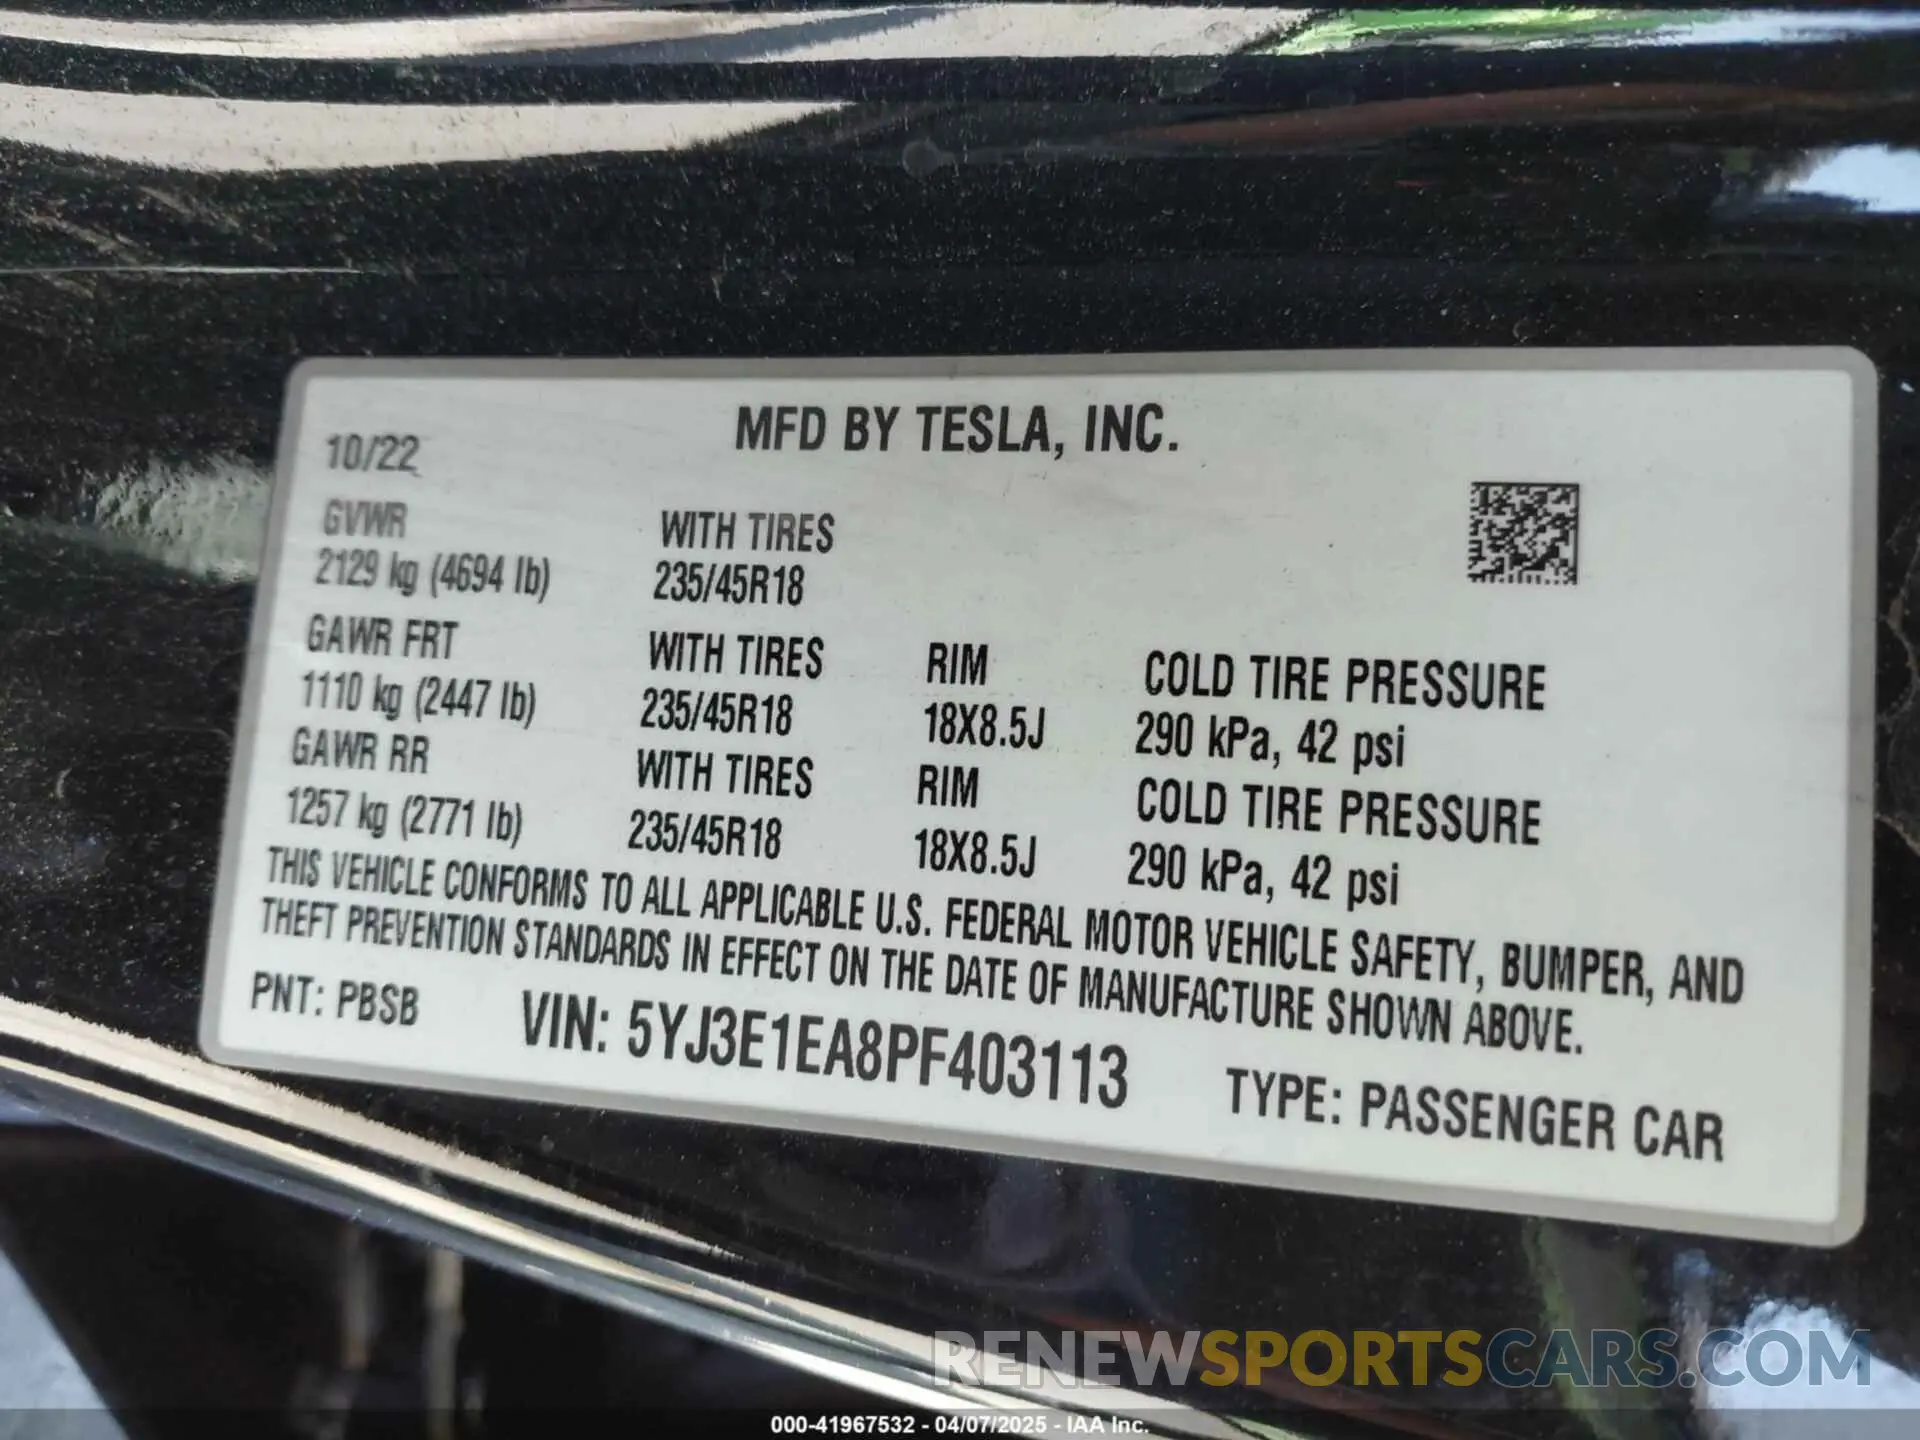 MFD BY TESLA, INC.
10/22
GVWR WITH TIRES
2129 kg (4694 lb) 235/45R18
GAWR FRT WITH TIRES RIM COLD TIRE PRESSURE
1110 kg (2447 lb) 235/45R18 18X8.5J 290 kPa, 42 psi
GAWR RR WITH TIRES RIM COLD TIRE PRESSURE
1257 kg (2771 lb) 235/45R18 18X8.5J 290 kPa, 42 psi
THIS VEHICLE CONFORMS TO ALL APPLICABLE U.S. FEDERAL MOTOR VEHICLE SAFETY, BUMPER, AND
THEFT PREVENTION STANDARDS IN EFFECT ON THE DATE OF MANUFACTURE SHOWN ABOVE.
PNT: PBSB VIN: 5YJ3E1EA8PF403113 TYPE: PASSENGER CAR
RENEWSPORTSCARS.COM
000-41967532 - 04/07/2025 - IAA Inc.